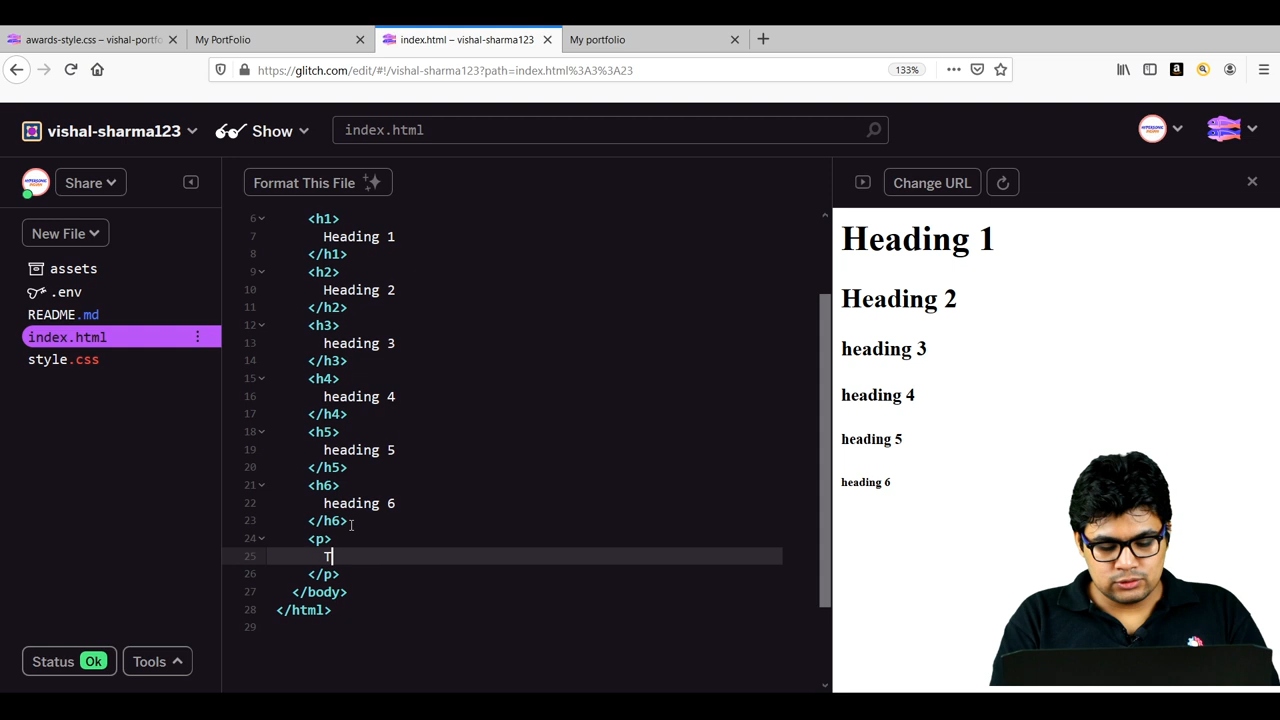 awards-style.css – vishal-portfo
My PortFolio
index.html – vishal-sharma123
My portfolio
https://glitch.com/edit/#!/vishal-sharma123?path=index.html%3A3%3A23
133%
vishal-sharma123
Show
index.html
Share
Format This File
Change URL
New File
assets
.env
README.md
index.html
style.css
6 <h1>
7 Heading 1
8 </h1>
9 <h2>
10 Heading 2
11 </h2>
12 <h3>
13 heading 3
14 </h3>
15 <h4>
16 heading 4
17 </h4>
18 <h5>
19 heading 5
20 </h5>
21 <h6>
22 heading 6
23 </h6>
24 <p>
25 T
26 </p>
27 </body>
28 </html>
29
Heading 1
Heading 2
heading 3
heading 4
heading 5
heading 6
Status Ok
Tools